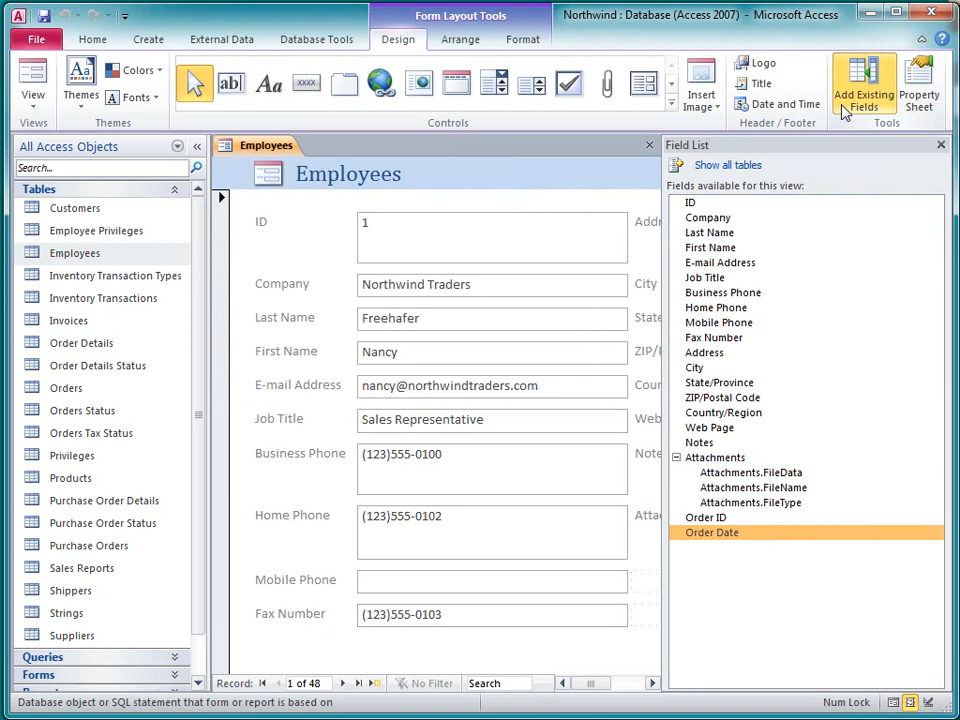 Form Layout Tools
Northwind : Database (Access 2007) - Microsoft Access
File Home Create External Data Database Tools Design Arrange Format
View
Views
Themes
Colors
Fonts
Themes
ab|
Aa
XXXX
Controls
Insert Image
Logo
Title
Date and Time
Header / Footer
Add Existing Fields
Property Sheet
Tools
All Access Objects
Search...
Tables
Customers
Employee Privileges
Employees
Inventory Transaction Types
Inventory Transactions
Invoices
Order Details
Order Details Status
Orders
Orders Status
Orders Tax Status
Privileges
Products
Purchase Order Details
Purchase Order Status
Purchase Orders
Sales Reports
Shippers
Strings
Suppliers
Queries
Forms
Employees
Employees
ID 1 Addr
Company Northwind Traders City
Last Name Freehafer State
First Name Nancy ZIP/P
E-mail Address nancy@northwindtraders.com Cou
Job Title Sales Representative Web
Business Phone (123)555-0100 Note
Home Phone (123)555-0102 Atta
Mobile Phone
Fax Number (123)555-0103
Record: 1 of 48 No Filter Search
Field List
Show all tables
Fields available for this view:
ID
Company
Last Name
First Name
E-mail Address
Job Title
Business Phone
Home Phone
Mobile Phone
Fax Number
Address
City
State/Province
ZIP/Postal Code
Country/Region
Web Page
Notes
Attachments
Attachments.FileData
Attachments.FileName
Attachments.FileType
Order ID
Order Date
Database object or SQL statement that form or report is based on
Num Lock